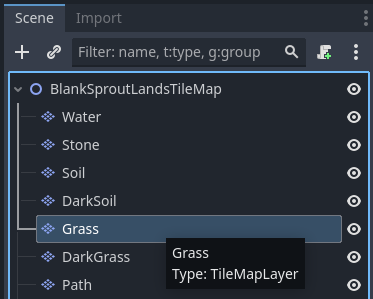 Scene Import
Filter: name, t:type, g:group
BlankSproutLandsTileMap
Water
Stone
Soil
DarkSoil
Grass
DarkGrass
Path
Grass
Type: TileMapLayer